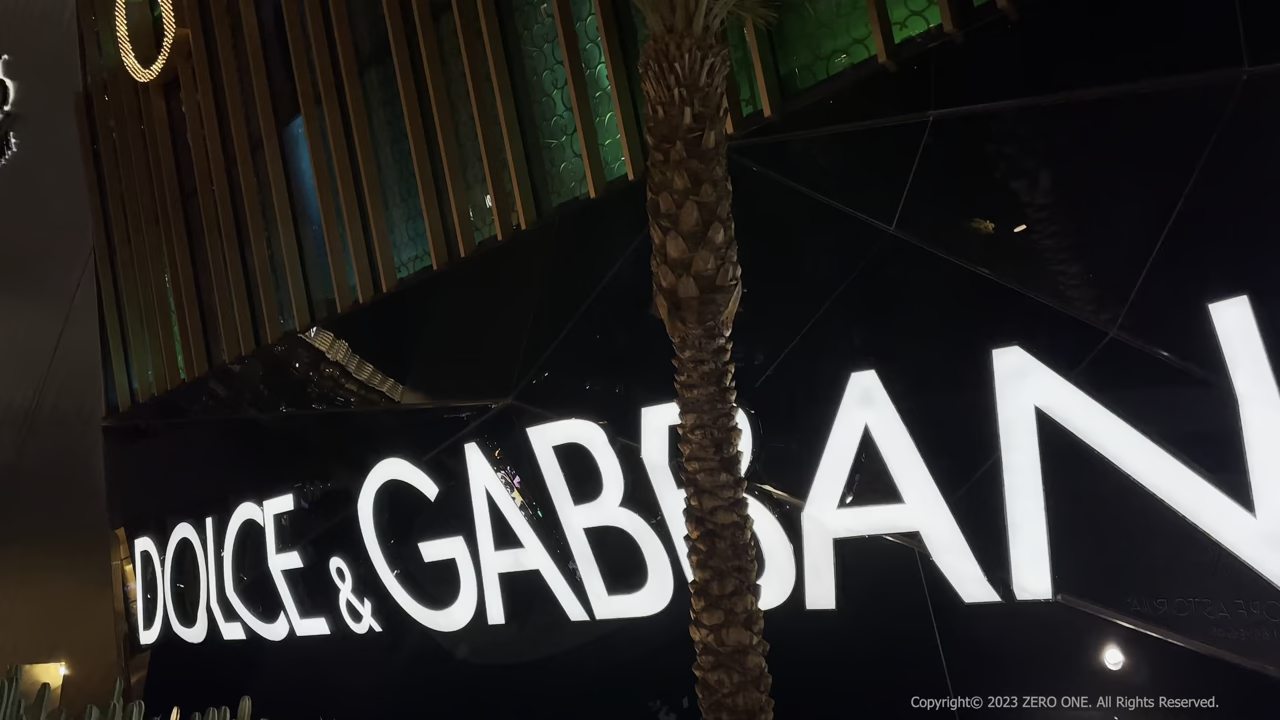 DOLCE & GABBAN
Copyright© 2023 ZERO ONE. All Rights Reserved.